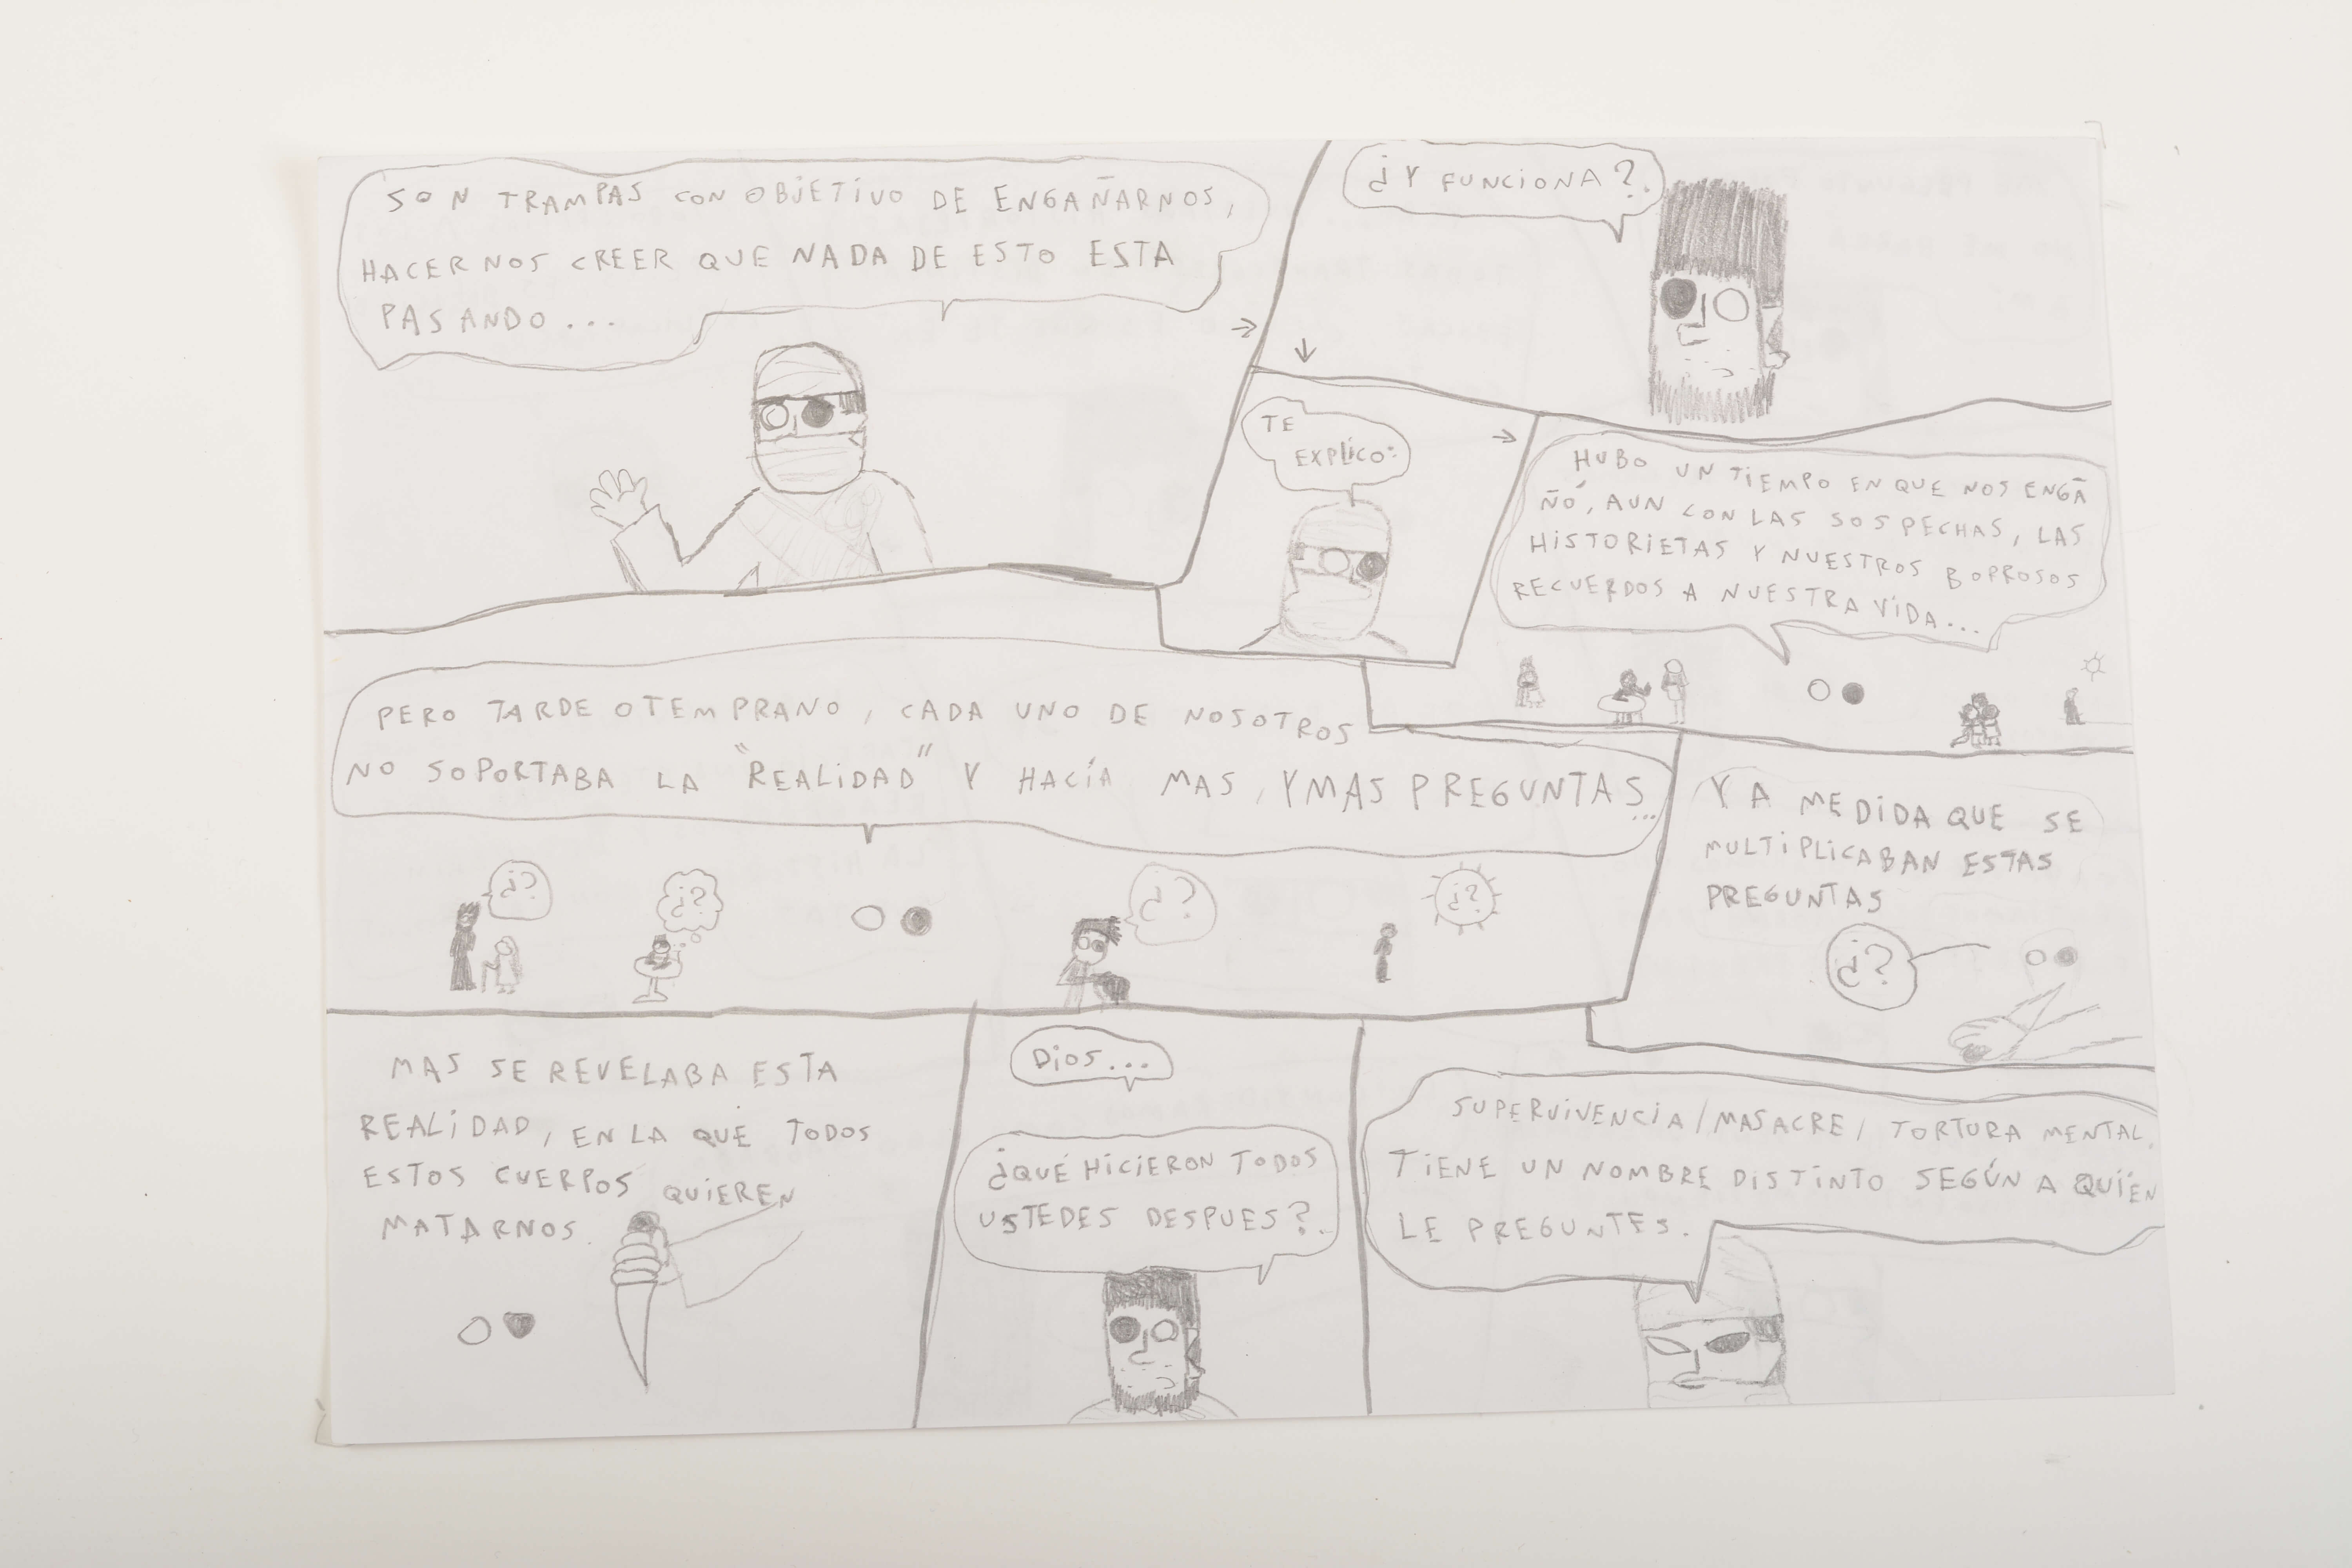 SON TRAMPAS CON OBJETIVO DE ENGAÑARNOS,
HACERNOS CREER QUE NADA DE ESTO ESTA
PASANDO...
¿Y FUNCIONA?
TE
EXPLICO:
HUBO UN TIEMPO EN QUE NOS ENGA
ÑÓ, AUN CON LAS SOSPECHAS, LAS
HISTORIETAS Y NUESTROS BORROSOS
RECUERDOS A NUESTRA VIDA...
PERO TARDE O TEMPRANO, CADA UNO DE NOSOTROS
NO SOPORTABA LA "REALIDAD" Y HACÍA MAS, Y MAS PREGUNTAS...
¿?
¿?
¿?
¿?
Y A MEDIDA QUE SE
MULTIPLICABAN ESTAS
PREGUNTAS
¿?
MAS SE REVELABA ESTA
REALIDAD, EN LA QUE TODOS
ESTOS CUERPOS QUIEREN
MATARNOS.
DIOS...
¿QUÉ HICIERON TODOS
USTEDES DESPUES?
SUPERVIVENCIA/MASACRE/TORTURA MENTAL.
TIENE UN NOMBRE DISTINTO SEGÚN A QUIÉN
LE PREGUNTES.